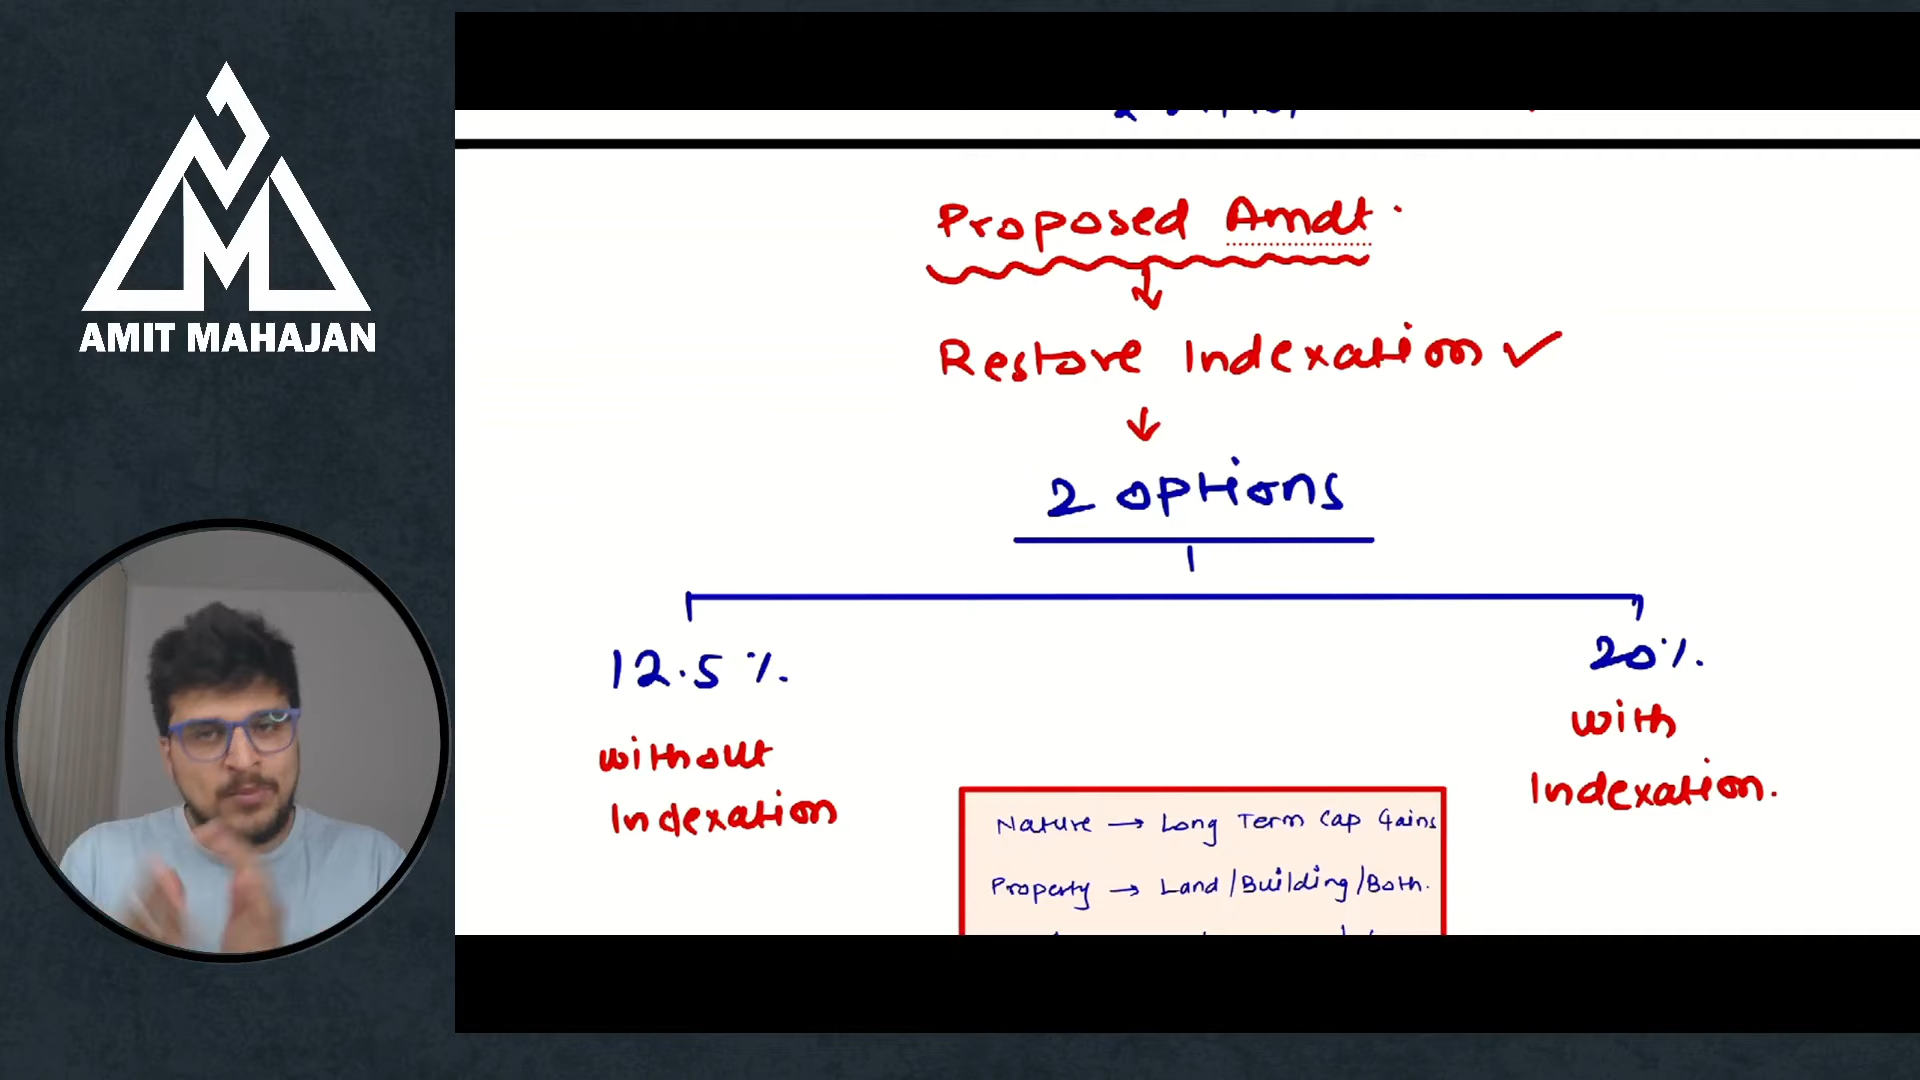 AMIT MAHAJAN
Proposed Amdt.
Restore Indexation ✓
2 options
12.5%.
without
Indexation
20%.
with
Indexation.
Nature → Long Term Cap Gains
Property → Land/Building/Both.